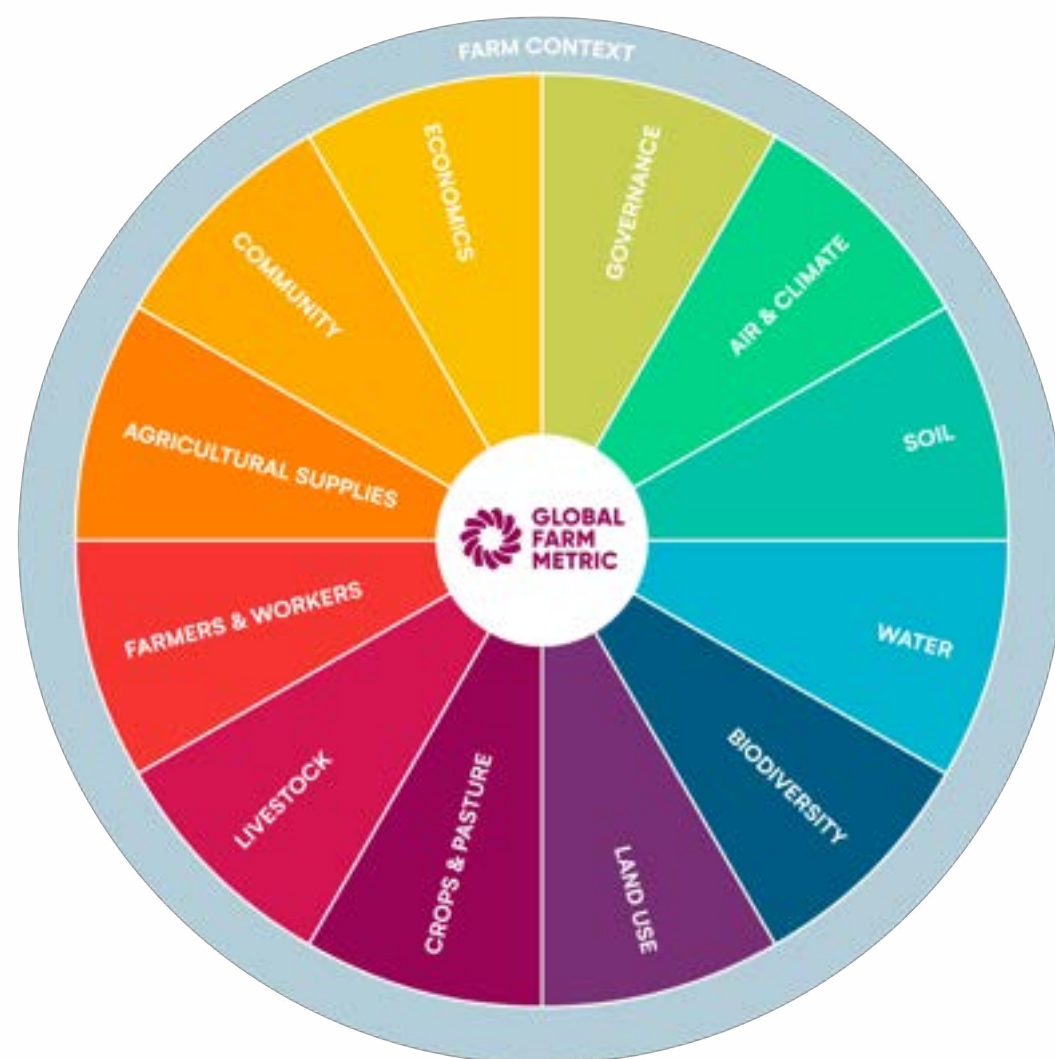 FARM CONTEXT
GOVERNANCE
AIR & CLIMATE
SOIL
WATER
BIODIVERSITY
LAND USE
CROPS & PASTURE
LIVESTOCK
FARMERS & WORKERS
AGRICULTURAL SUPPLIES
COMMUNITY
ECONOMICS
GLOBAL
FARM
METRIC